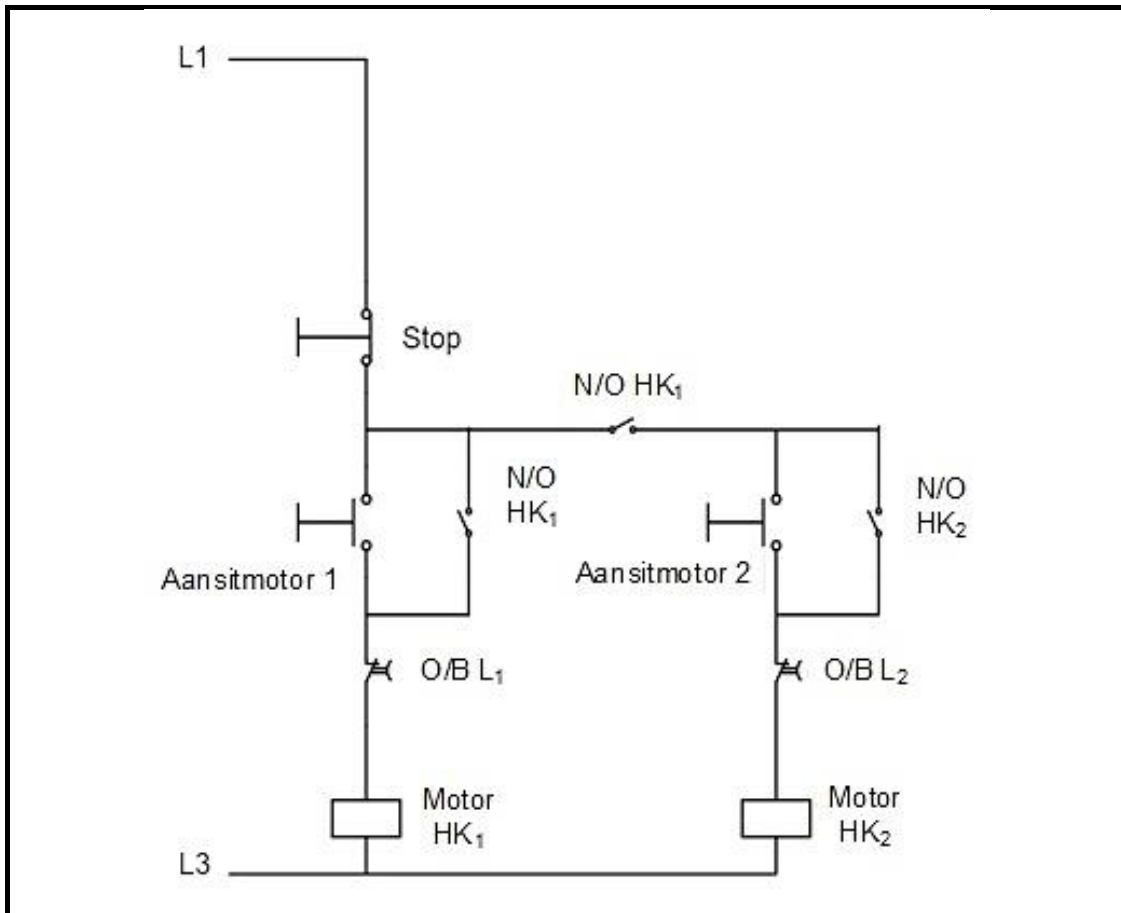 L1
Stop
N/O HK₁
N/O
HK₁
N/O
HK₂
Aansitmotor 1
Aansitmotor 2
O/B L₁
O/B L₂
Motor
HK₁
Motor
HK₂
L3